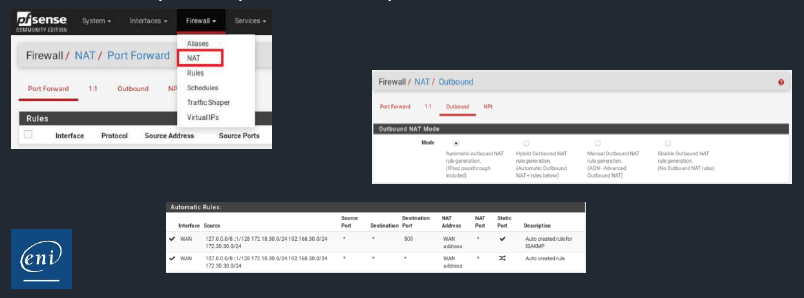 pfsense
COMMUNITY EDITION
System
Interfaces
Firewall
Services
Aliases
NAT
Rules
Schedules
Traffic Shaper
Virtual IPs
Firewall / NAT / Port Forward
Port Forward 1:1 Outbound
Rules
Interface Protocol Source Address Source Ports
Firewall / NAT / Outbound
Port Forward 1:1 Outbound NPt
Outbound NAT Mode
Mode
Automatic outbound NAT
rule generation.
(IPsec passthrough
included)
Hybrid Outbound NAT
rule generation.
(Automatic Outbound
NAT + rules below)
Manual Outbound NAT
rule generation.
(AON - Advanced
Outbound NAT)
Disable Outbound NAT
rule generation.
(No Outbound NAT rules)
Automatic Rules:
Interface Source Source Port Destination Destination Port NAT Address NAT Port Static Port Description
WAN 127.0.0.0/8 ::1/128 172.18.30.0/24 192.168.30.0/24 172.30.30.0/24 * * 500 WAN address * Auto created rule for ISAKMP
WAN 127.0.0.0/8 ::1/128 172.18.30.0/24 192.168.30.0/24 172.30.30.0/24 * * * WAN address * Auto created rule
eni